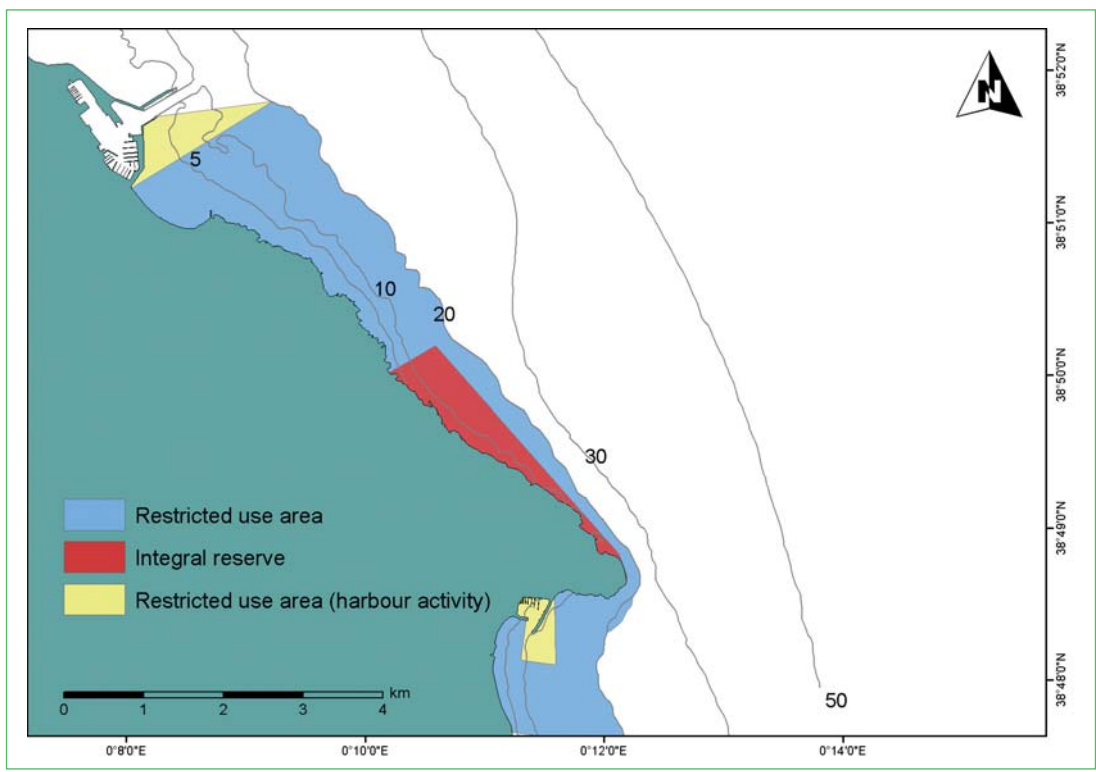 N
38°52'0"N
5
38°51'0"N
10
20
38°50'0"N
30
Restricted use area
38°49'0"N
Integral reserve
Restricted use area (harbour activity)
38°48'0"N
km
0 1 2 3 4
50
0°8'0"E 0°10'0"E 0°12'0"E 0°14'0"E